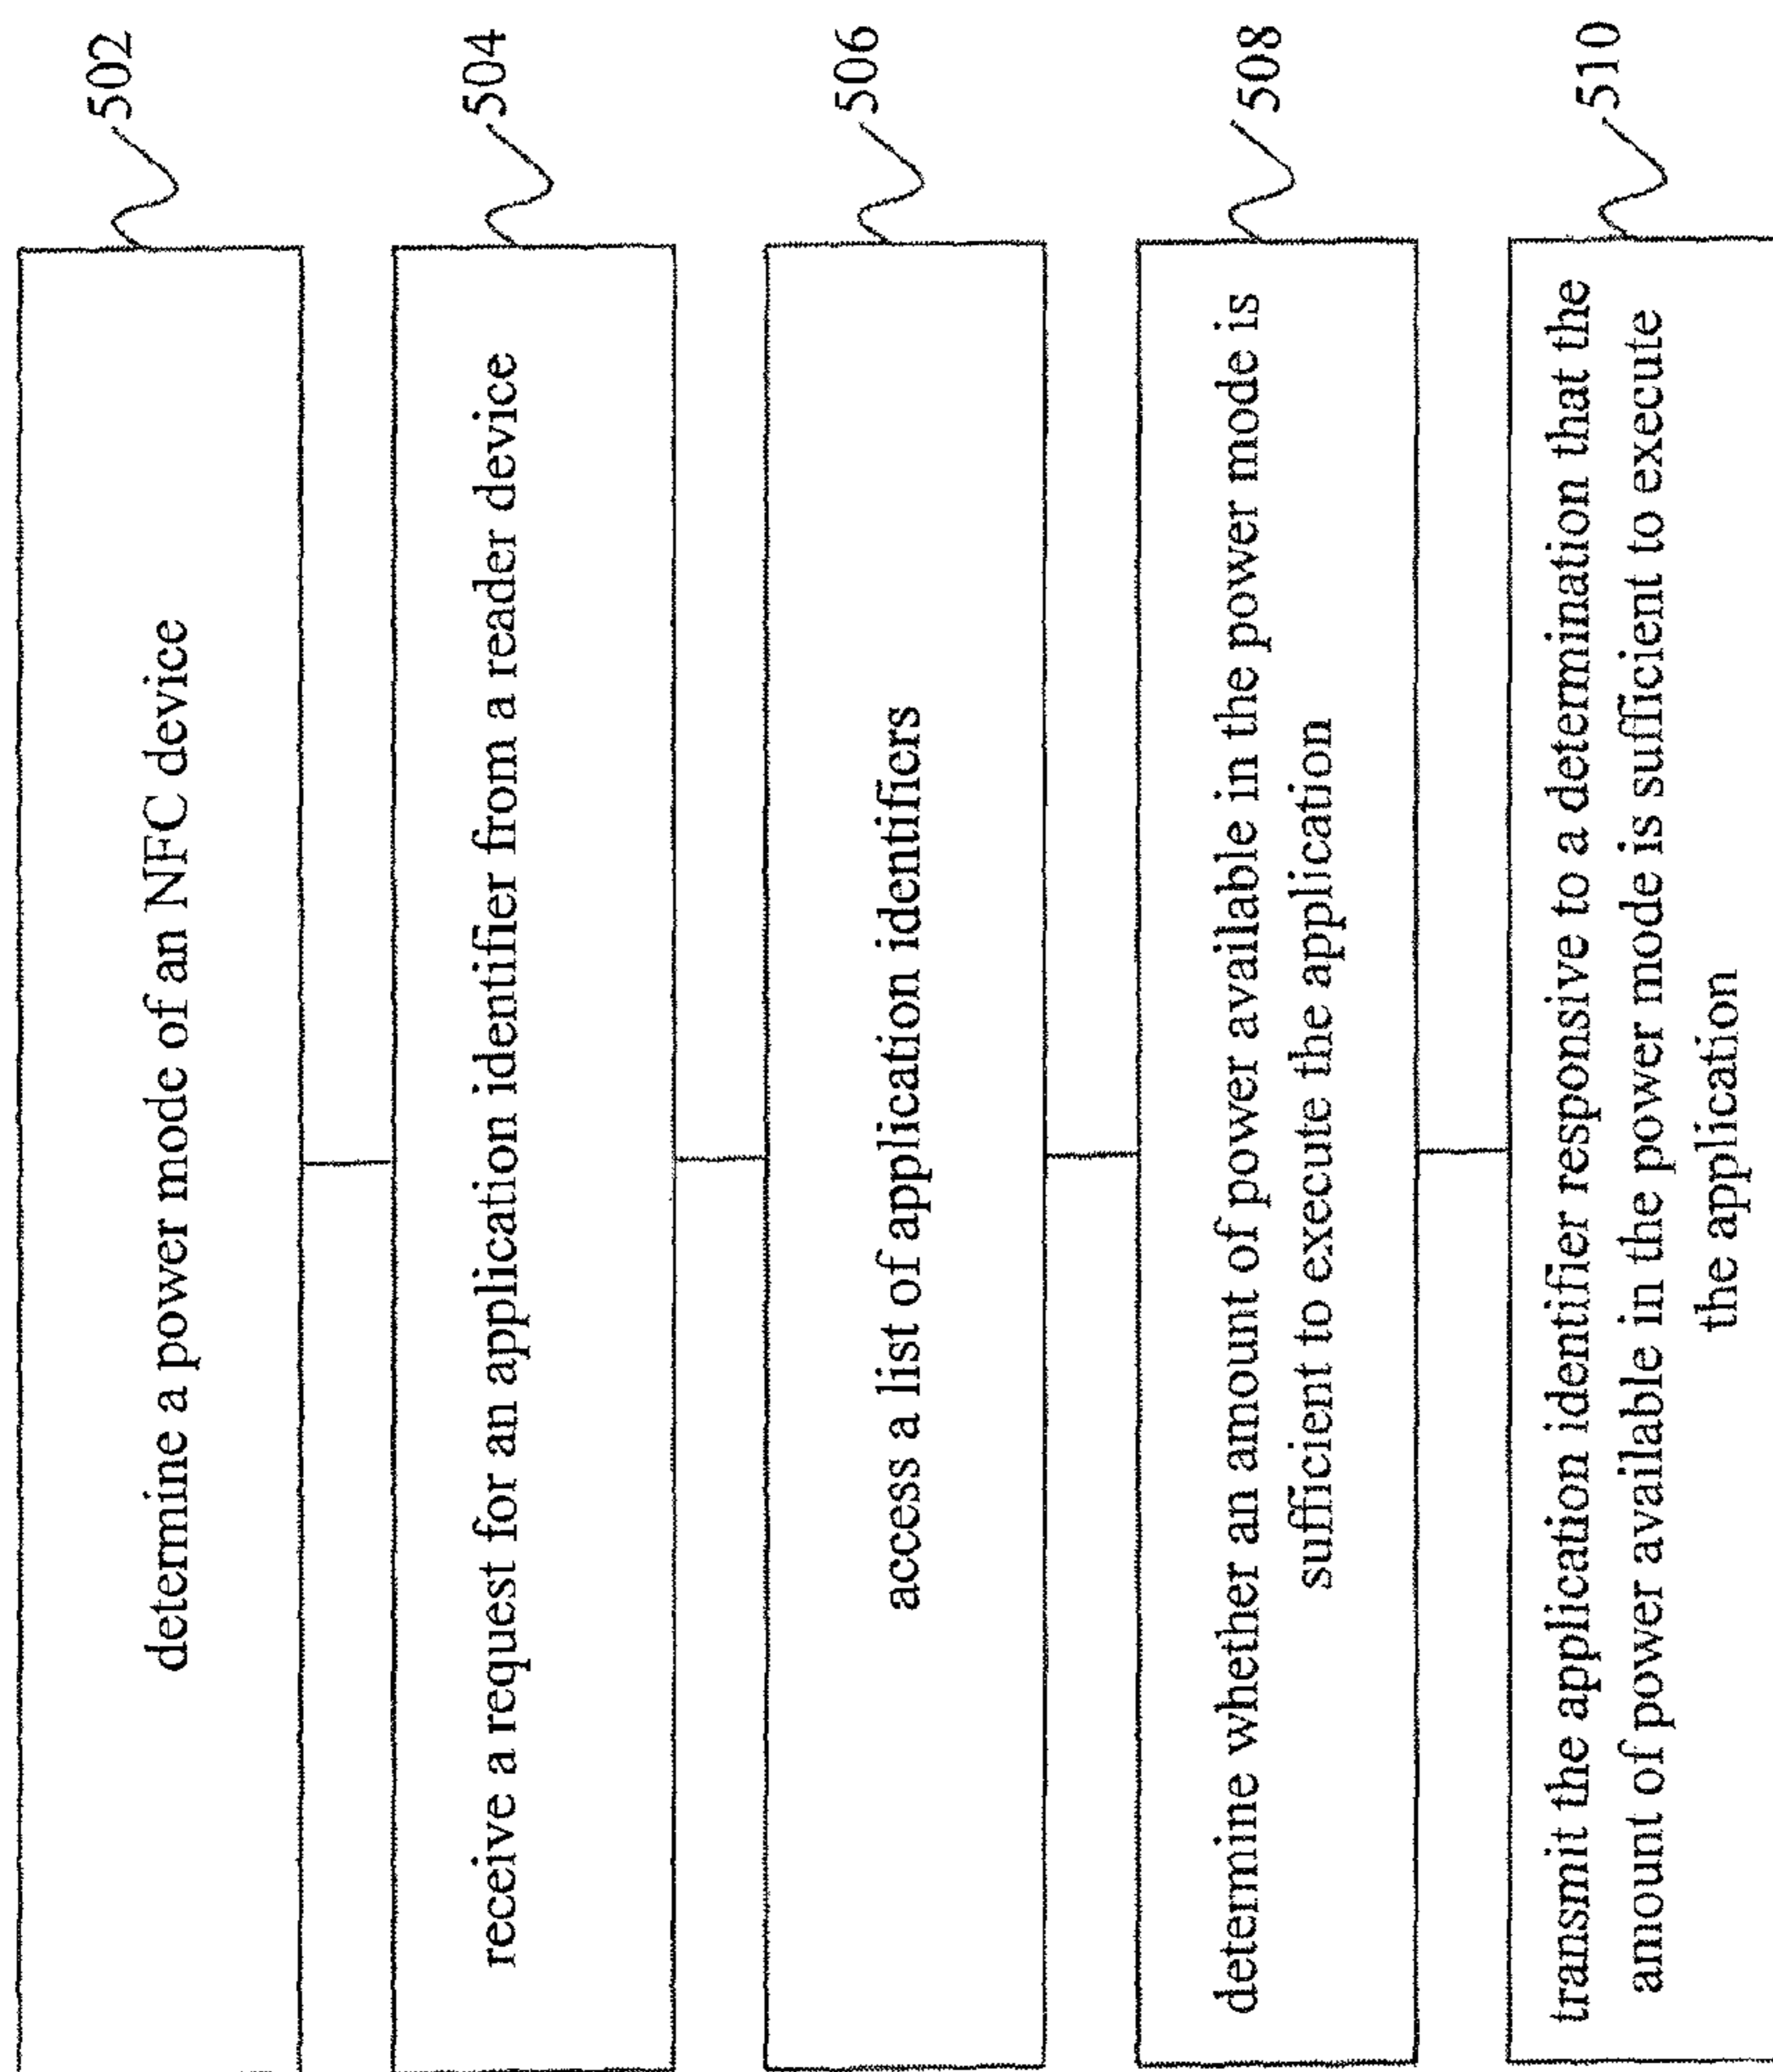 determine a power mode of an NFC device
502
receive a request for an application identifier from a reader device
504
access a list of application identifiers
506
determine whether an amount of power available in the power mode is
sufficient to execute the application
508
transmit the application identifier responsive to a determination that the
amount of power available in the power mode is sufficient to execute
the application
510